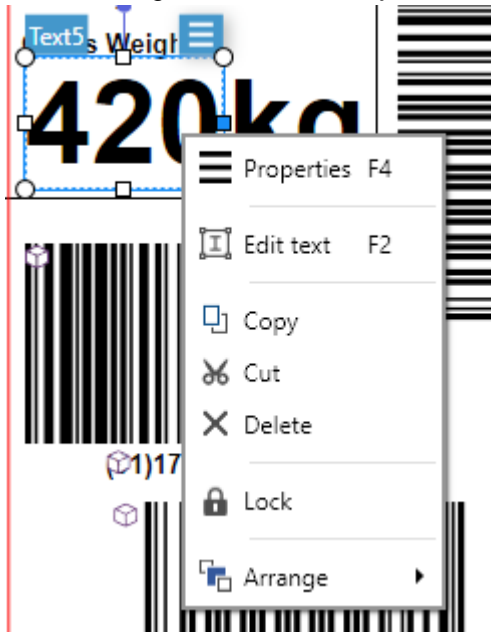 Text5
s Weigh
420kg
Properties F4
Edit text F2
Copy
Cut
Delete
(1)17
Lock
Arrange